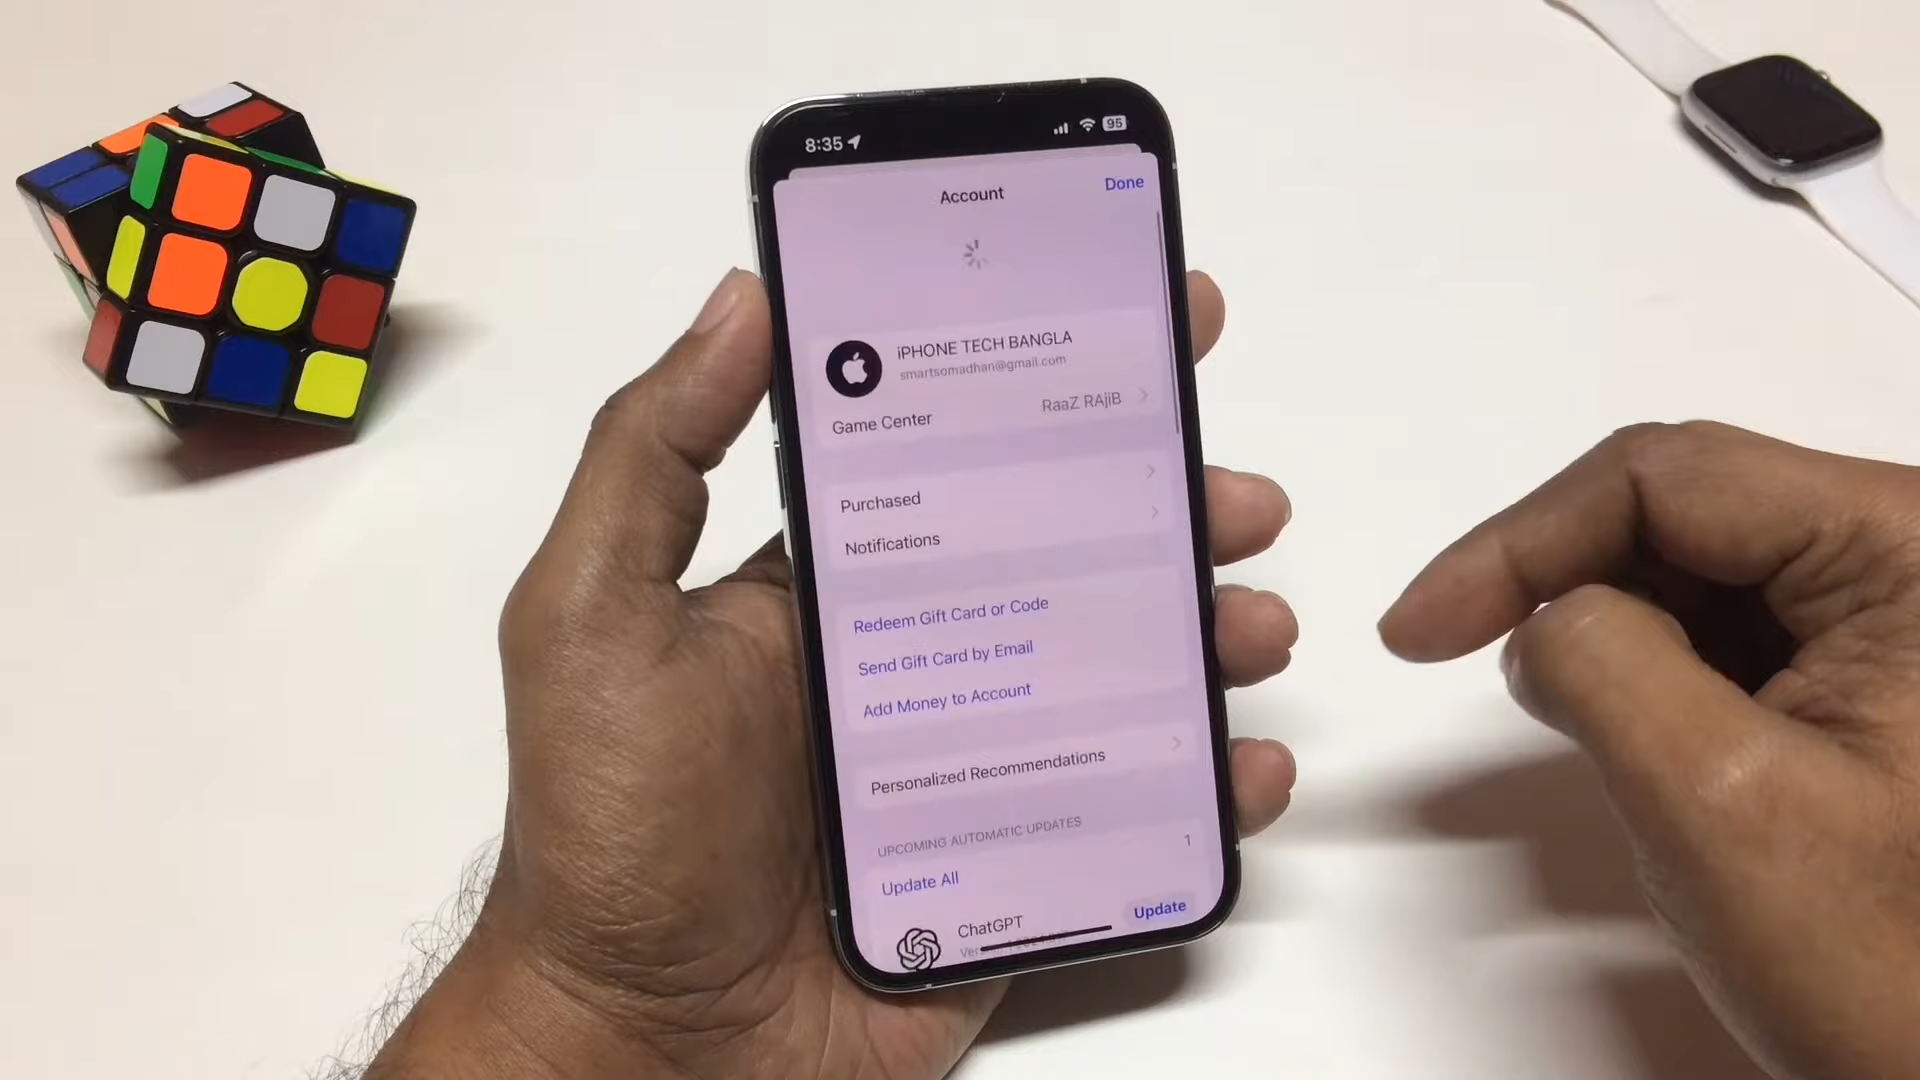 8:35
95
Account
Done
iPHONE TECH BANGLA
smartsomadhan@gmail.com
Game Center
RaaZ RAjiB
Purchased
Notifications
Redeem Gift Card or Code
Send Gift Card by Email
Add Money to Account
Personalized Recommendations
UPCOMING AUTOMATIC UPDATES
Update All
1
ChatGPT
Update